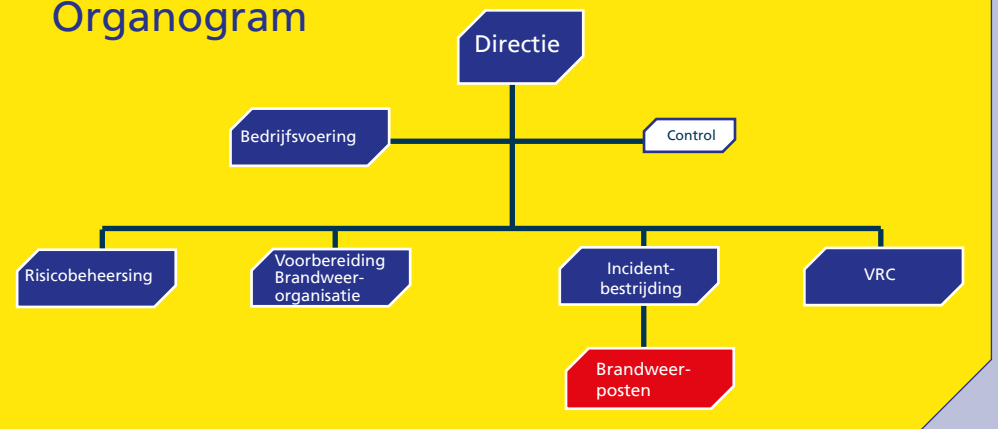 Organogram
Directie
Bedrijfsvoering
Control
Risicobeheersing
Voorbereiding
Brandweer-
organisatie
Incident-
bestrijding
VRC
Brandweer-
posten